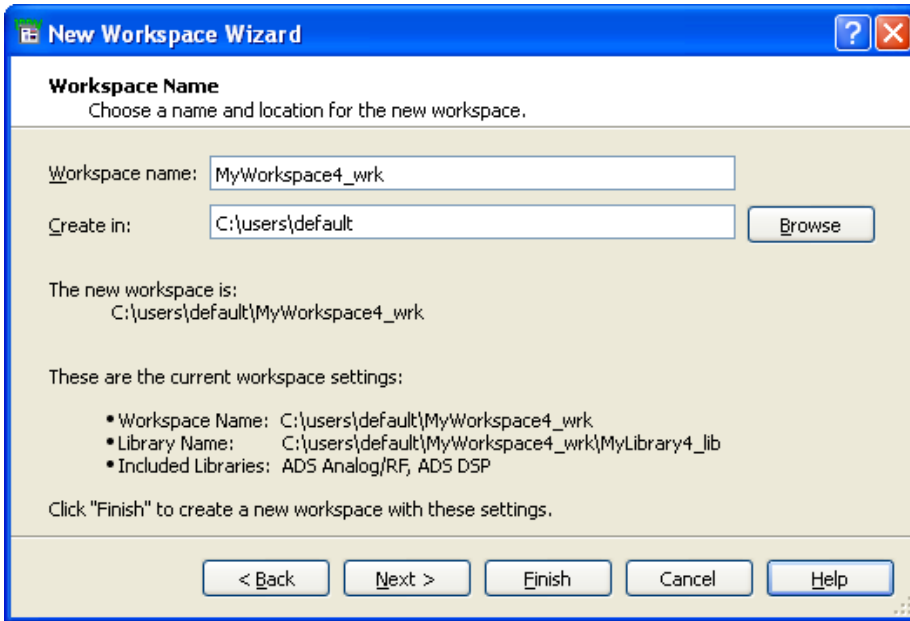 New Workspace Wizard
Workspace Name
Choose a name and location for the new workspace.
Workspace name: MyWorkspace4_wrk
Create in: C:\users\default Browse
The new workspace is:
C:\users\default\MyWorkspace4_wrk
These are the current workspace settings:
• Workspace Name: C:\users\default\MyWorkspace4_wrk
• Library Name: C:\users\default\MyWorkspace4_wrk\MyLibrary4_lib
• Included Libraries: ADS Analog/RF, ADS DSP
Click "Finish" to create a new workspace with these settings.
< Back Next > Finish Cancel Help